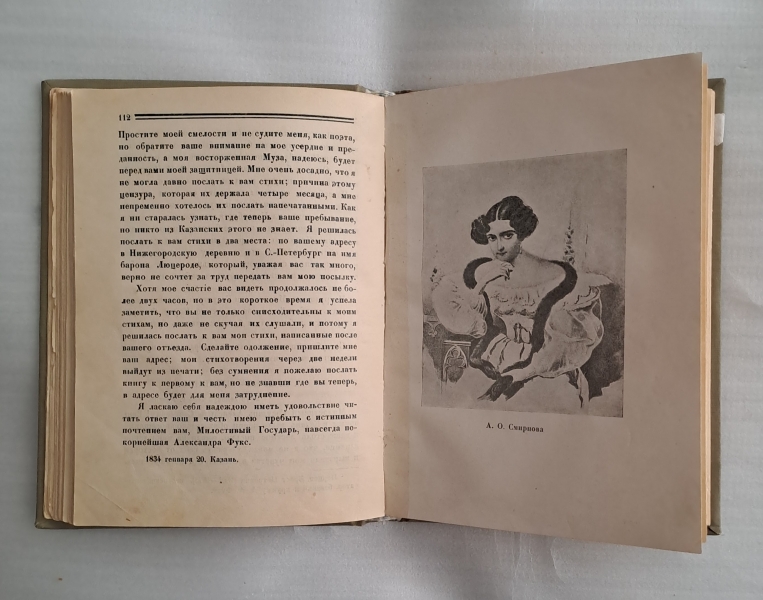 112
Простите моей смелости и не судите меня, как поэта,
но обратите ваше внимание на мое усердие и пре-
данность, а моя восторженная Муза, надеюсь, будет
перед вами моей защитницей. Мне очень досадно, что я
не могла давно послать к вам стихи; причина этому
цензура, которая их держала четыре месяца, а мне
непременно хотелось их послать напечатанными. Как
я ни старалась узнать, где теперь ваше пребывание,
но никто из Казанских этого не знает. Я решилась
послать к вам стихи в два места: по вашему адресу
в Нижегородскую деревню и в С.-Петербург на имя
барона Люцероде, который, уважая вас так много,
верно не сочтет за труд передать вам мою посылку.
Хотя мое счастие вас видеть продолжалось не бо-
лее двух часов, но в это короткое время я успела
заметить, что вы не только снисходительны к моим
стихам, но даже не скучая их слушали, и потому я
решилась послать к вам мои стихи, написанные после
вашего отъезда. Сделайте одолжение, пришлите мне
ваш адрес; мои стихотворения через две недели
выйдут из печати; без сумнения я пожелаю послать
книгу к первому к вам, но не знавши где вы теперь,
в адресе будет для меня затруднение.
Я ласкаю себя надеждою иметь удовольствие чи-
тать ответ ваш и честь имею пребыть с истинным
почтением вам, Милостивый Государь, навсегда по-
корнейшая Александра Фукс.
1834 генваря 20. Казань.
А. О. Смирнова